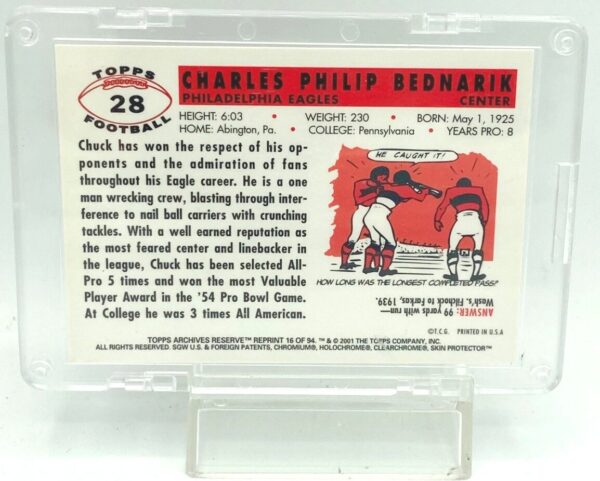 TOPPS
28
FOOTBALL
CHARLES PHILIP BEDNARIK
PHILADELPHIA EAGLES CENTER
HEIGHT: 6:03 • WEIGHT: 230 • BORN: May 1, 1925
HOME: Abington, Pa. • COLLEGE: Pennsylvania • YEARS PRO: 8
Chuck has won the respect of his op-
ponents and the admiration of fans
throughout his Eagle career. He is a one
man wrecking crew, blasting through inter-
ference to nail ball carriers with crunching
tackles. With a well earned reputation as
the most feared center and linebacker in
the league, Chuck has been selected All-
Pro 5 times and won the most Valuable
Player Award in the '54 Pro Bowl Game.
At College he was 3 times All American.
HE CAUGHT IT!
HOW LONG WAS THE LONGEST COMPLETED PASS?
ANSWER: 99 yards with run—
Wash's. Filchock to Farkas, 1939.
©T.C.G. PRINTED IN U.S.A
TOPPS ARCHIVES RESERVE™ REPRINT 16 OF 94. ™ & © 2001 THE TOPPS COMPANY, INC.
ALL RIGHTS RESERVED. SGW U.S. & FOREIGN PATENTS, CHROMIUM®, HOLOCHROME®, CLEARCHROME®, SKIN PROTECTOR™